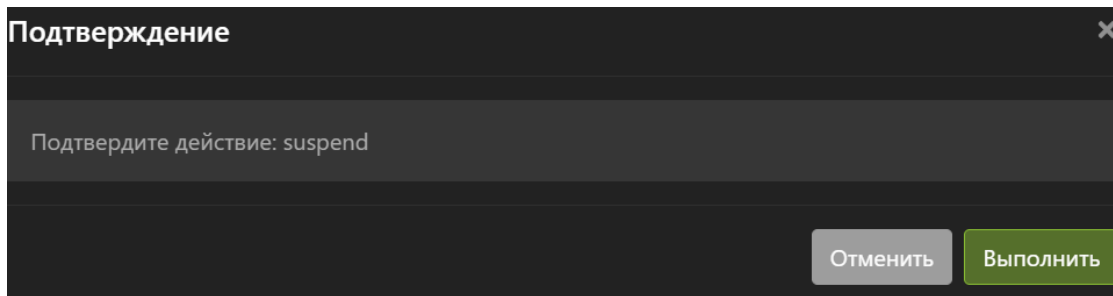 Подтверждение
Подтвердите действие: suspend
Отменить
Выполнить